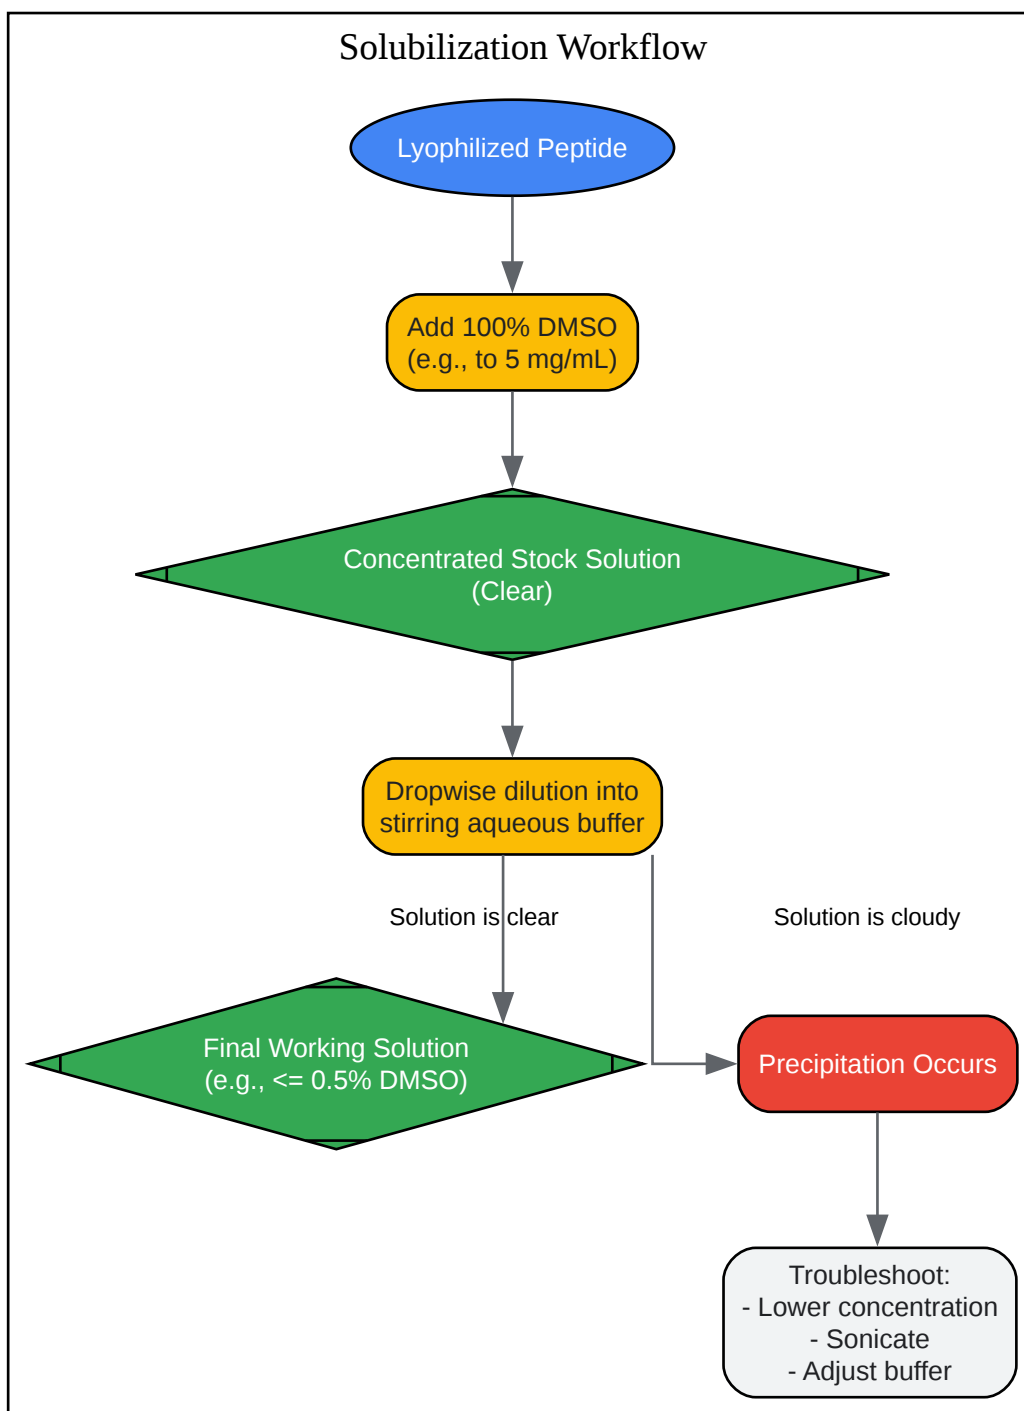 Solubilization Workflow
Lyophilized Peptide
Add 100% DMSO
(e.g., to 5 mg/mL)
Concentrated Stock Solution
(Clear)
Dropwise dilution into
stirring aqueous buffer
Solution is clear
Solution is cloudy
Final Working Solution
(e.g., <= 0.5% DMSO)
Precipitation Occurs
Troubleshoot:
- Lower concentration
- Sonicate
- Adjust buffer